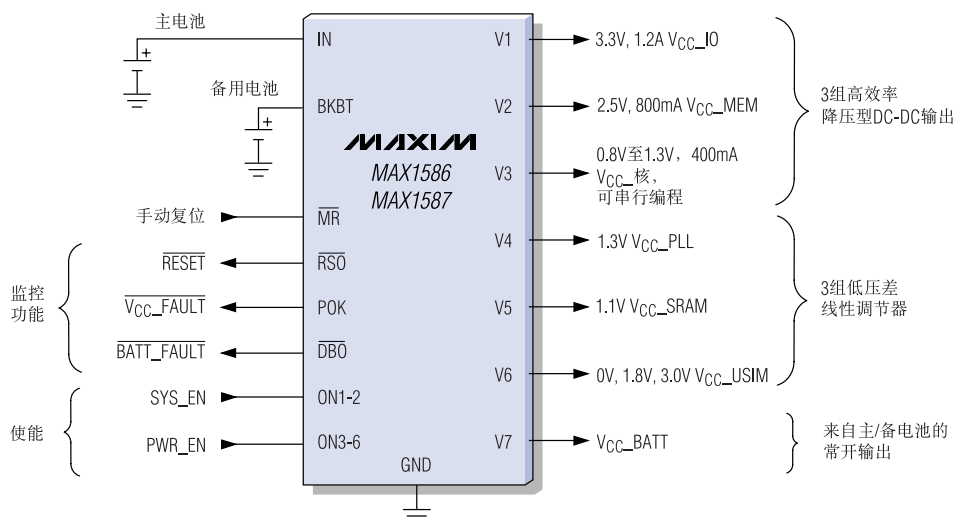 主电池
+
备用电池
+
手动复位
RESET
V_CC_FAULT
BATT_FAULT
SYS_EN
PWR_EN
监控
功能
使能
IN
BKBT
MAXIM
MAX1586
MAX1587
MR
RSO
POK
DBO
ON1-2
ON3-6
GND
V1
V2
V3
V4
V5
V6
V7
3.3V, 1.2A VCC_IO
2.5V, 800mA VCC_MEM
0.8V至1.3V，400mA
VCC_核，
可串行编程
1.3V VCC_PLL
1.1V VCC_SRAM
0V, 1.8V, 3.0V VCC_USIM
VCC_BATT
3组高效率
降压型DC-DC输出
3组低压差
线性调节器
来自主/备电池的
常开输出